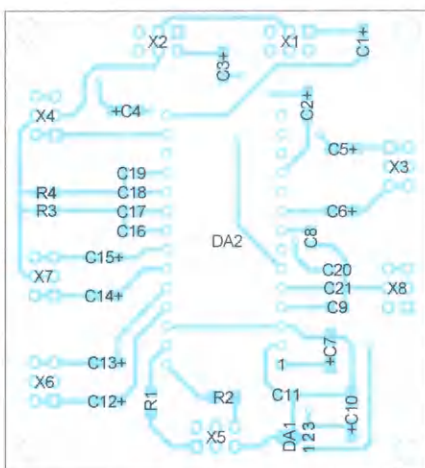 X2
X1
C1+
C3+
X4
+C4
C2+
C5+
X3
C19
R4
C18
R3
C17
C6+
C16
DA2
C8
C15+
X7
C20
C14+
C21
X8
C9
+C7
C13+
1
X6
R1
R2
C11
C12+
+C10
X5
DA1
123